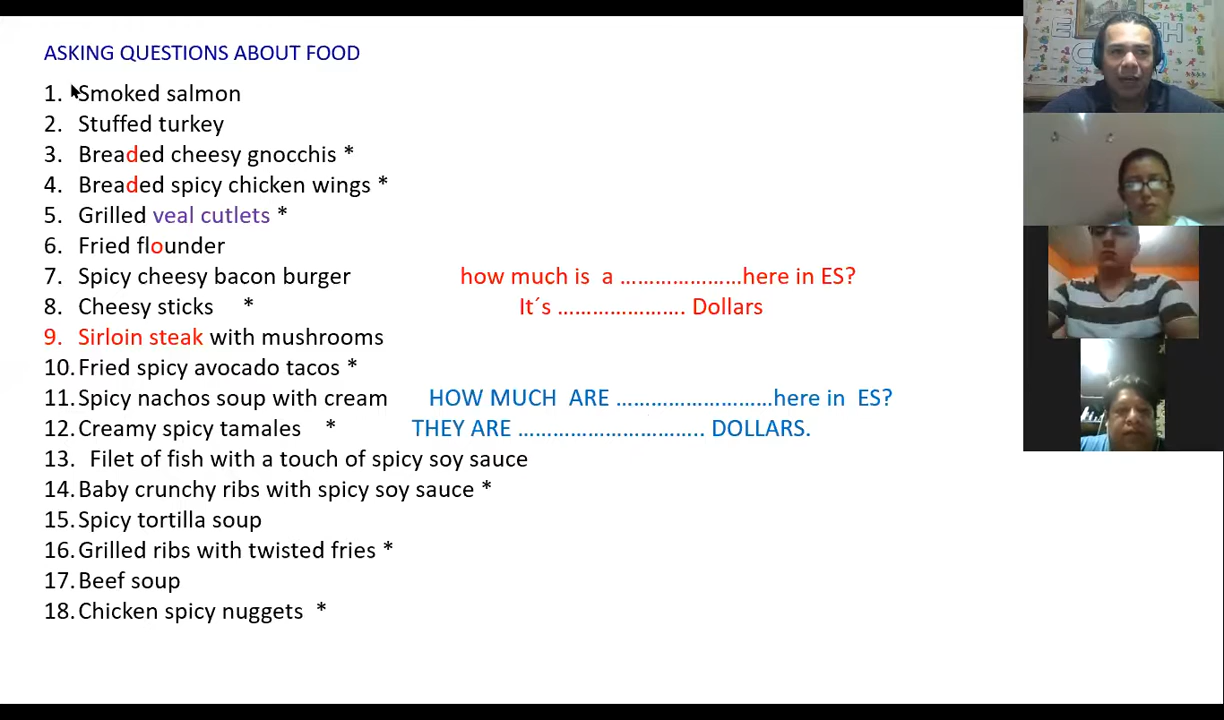 ASKING QUESTIONS ABOUT FOOD
1. Smoked salmon
2. Stuffed turkey
3. Breaded cheesy gnocchis *
4. Breaded spicy chicken wings *
5. Grilled veal cutlets *
6. Fried flounder
7. Spicy cheesy bacon burger how much is a ..................... here in ES?
8. Cheesy sticks * It´s ...................... Dollars
9. Sirloin steak with mushrooms
10. Fried spicy avocado tacos *
11. Spicy nachos soup with cream HOW MUCH ARE ........................... here in ES?
12. Creamy spicy tamales * THEY ARE ................................ DOLLARS.
13. Filet of fish with a touch of spicy soy sauce
14. Baby crunchy ribs with spicy soy sauce *
15. Spicy tortilla soup
16. Grilled ribs with twisted fries *
17. Beef soup
18. Chicken spicy nuggets *